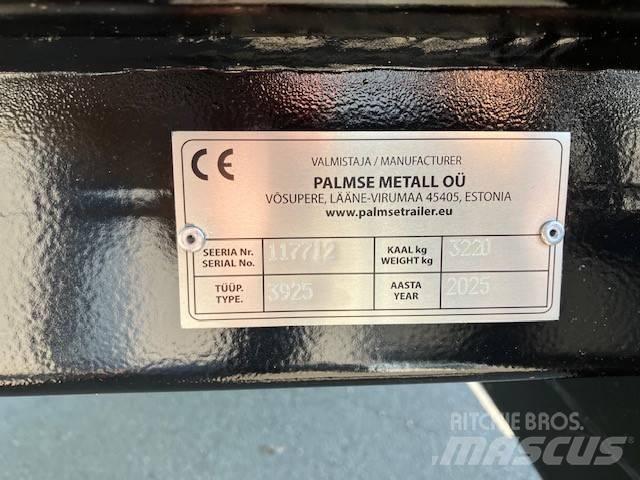 CE
VALMISTAJA / MANUFACTURER
PALMSE METALL OÜ
VÕSUPERE, LÄÄNE-VIRUMAA 45405, ESTONIA
www.palmsetrailer.eu
SEERIA Nr. 117712 KAAL kg 3220
SERIAL No. WEIGHT kg
TÜÜP. 3925 AASTA 2025
TYPE. YEAR
RITCHIE BROS.
MASCUS